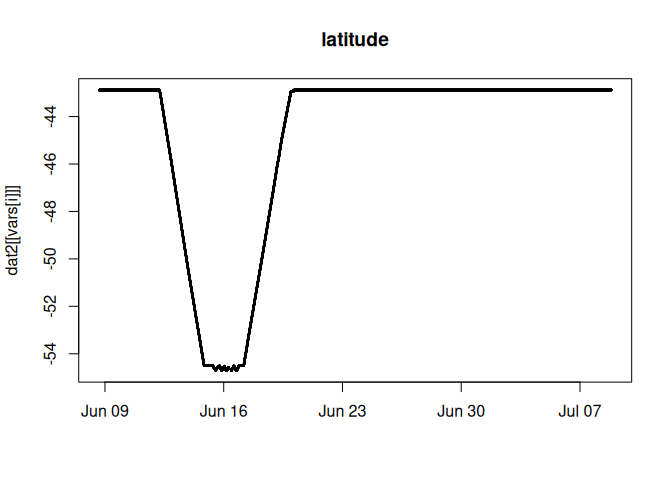 latitude
dat2[[vars[i]]]
-44
-46
-48
-50
-52
-54
Jun 09
Jun 16
Jun 23
Jun 30
Jul 07